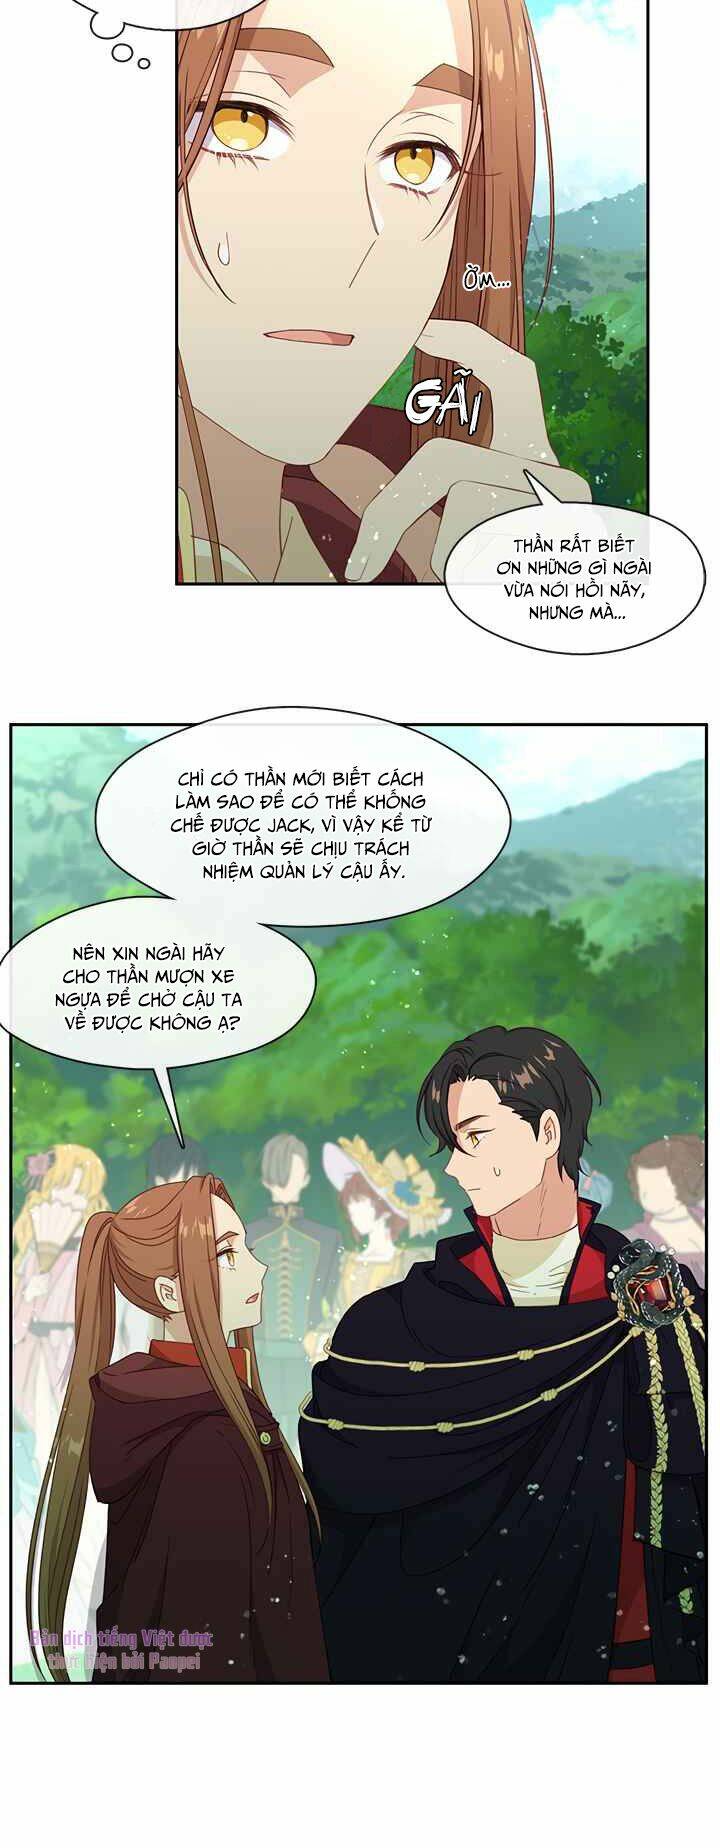 ỜM...
GÃI
THẦN RẤT BIẾT
ƠN NHỮNG GÌ NGÀI
VỪA NÓI HỒI NÃY,
NHƯNG MÀ...
CHỈ CÓ THẦN MỚI BIẾT CÁCH
LÀM SAO ĐỂ CÓ THỂ KHỐNG
CHẾ ĐƯỢC JACK, VÌ VẬY KỂ TỪ
GIỜ THẦN SẼ CHỊU TRÁCH
NHIỆM QUẢN LÝ CẬU ẤY.
NÊN XIN NGÀI HÃY
CHO THẦN MƯỢN XE
NGỰA ĐỂ CHỞ CẬU TA
VỀ ĐƯỢC KHÔNG Ạ?
Bản dịch tiếng Việt được
thực hiện bởi Paopei